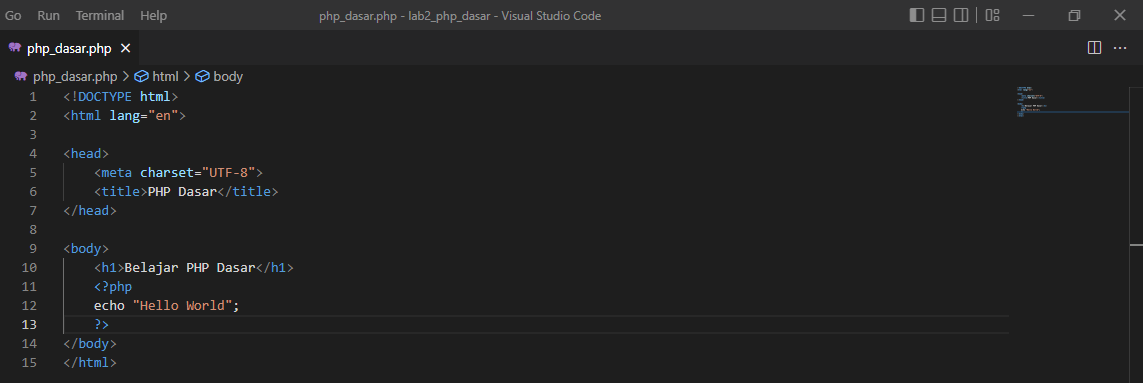 Go Run Terminal Help php_dasar.php - lab2_php_dasar - Visual Studio Code
php_dasar.php
php_dasar.php > html > body
1 <!DOCTYPE html>
2 <html lang="en">
3
4 <head>
5 <meta charset="UTF-8">
6 <title>PHP Dasar</title>
7 </head>
8
9 <body>
10 <h1>Belajar PHP Dasar</h1>
11 <?php
12 echo "Hello World";
13 ?>
14 </body>
15 </html>